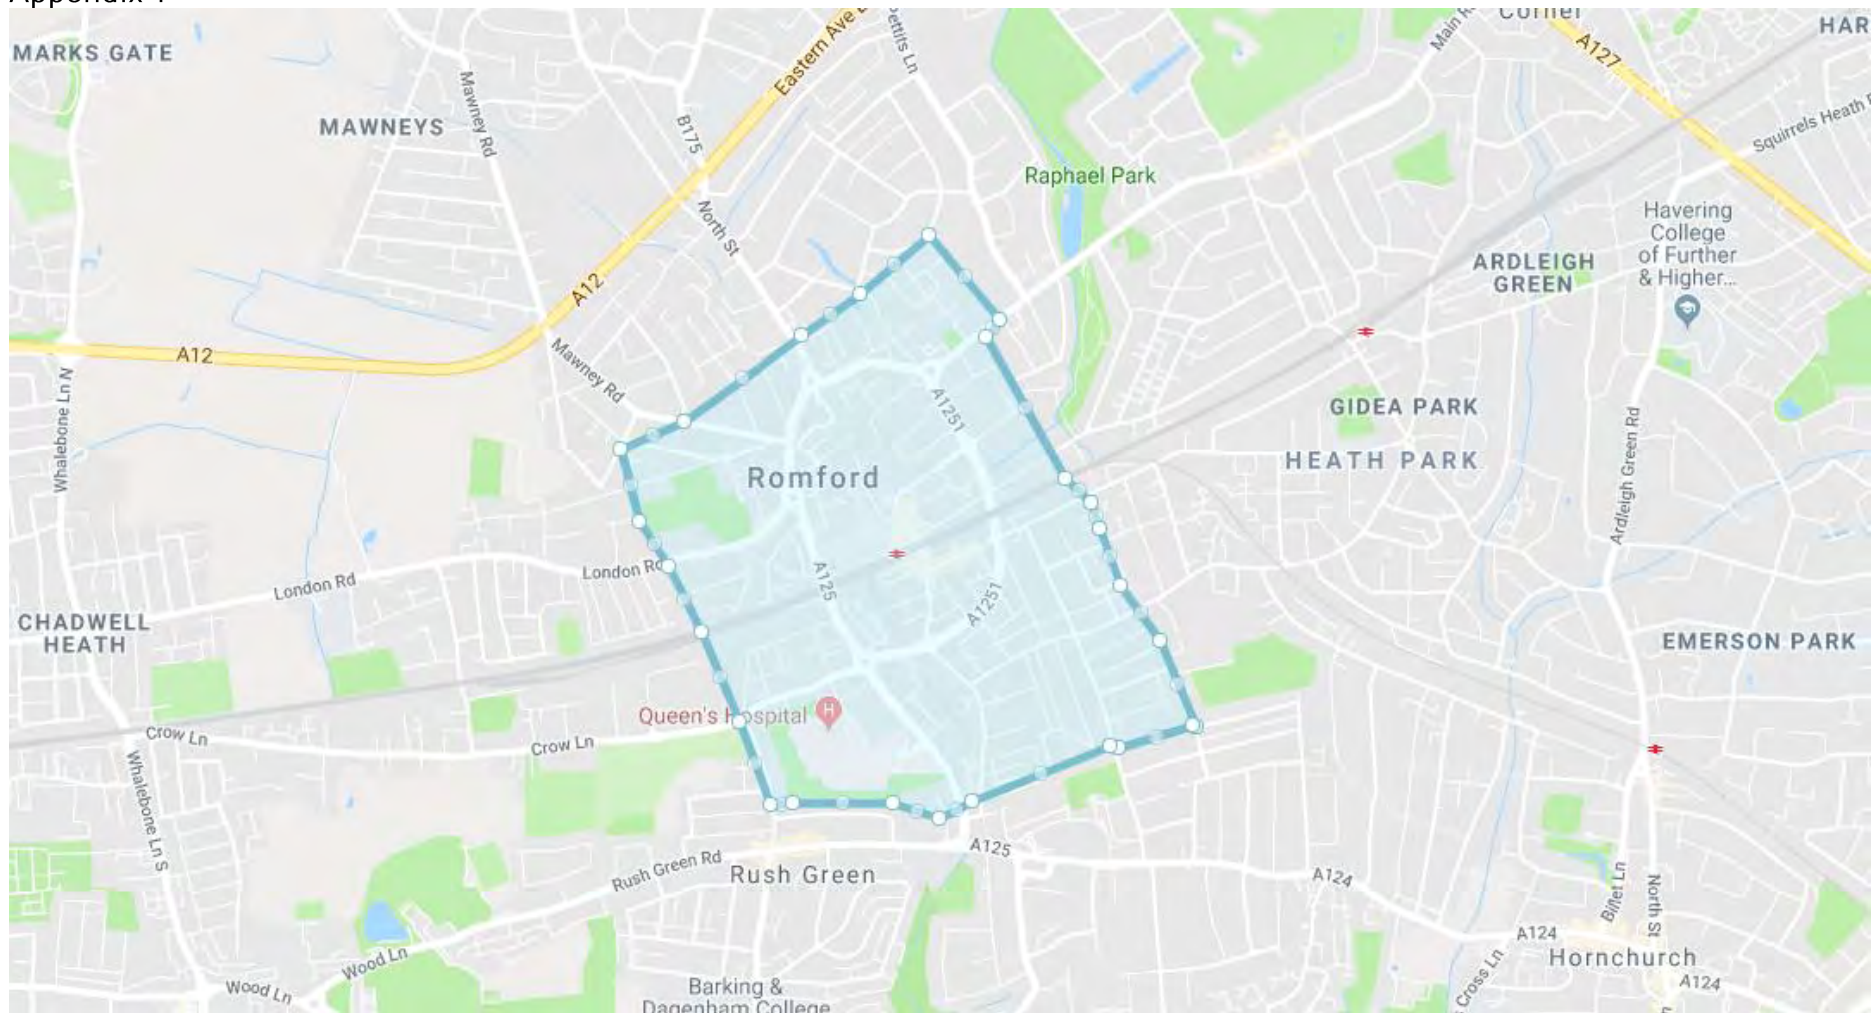 MARKS GATE
MAWNEYS
Mawney Rd
B175
Eastern Ave E
Pettits Ln
Main R
Corner
A127
HAR
Squirrels Heath
Raphael Park
North St
A12
A12
Mawney Rd
Whalebone Ln N
Havering
College
of Further
& Higher...
ARDLEIGH
GREEN
GIDEA PARK
HEATH PARK
Ardleigh Green Rd
A1251
Romford
London Rd
London Rd
A125
A1251
CHADWELL
HEATH
EMERSON PARK
Queen's Hospital
H
Crow Ln
Crow Ln
Whalebone Ln S
A125
Rush Green Rd
Rush Green
A124
Billet Ln
North St
A124
Hornchurch
A124
Cross Ln
Wood Ln
Wood Ln
Barking &
Dagenham College